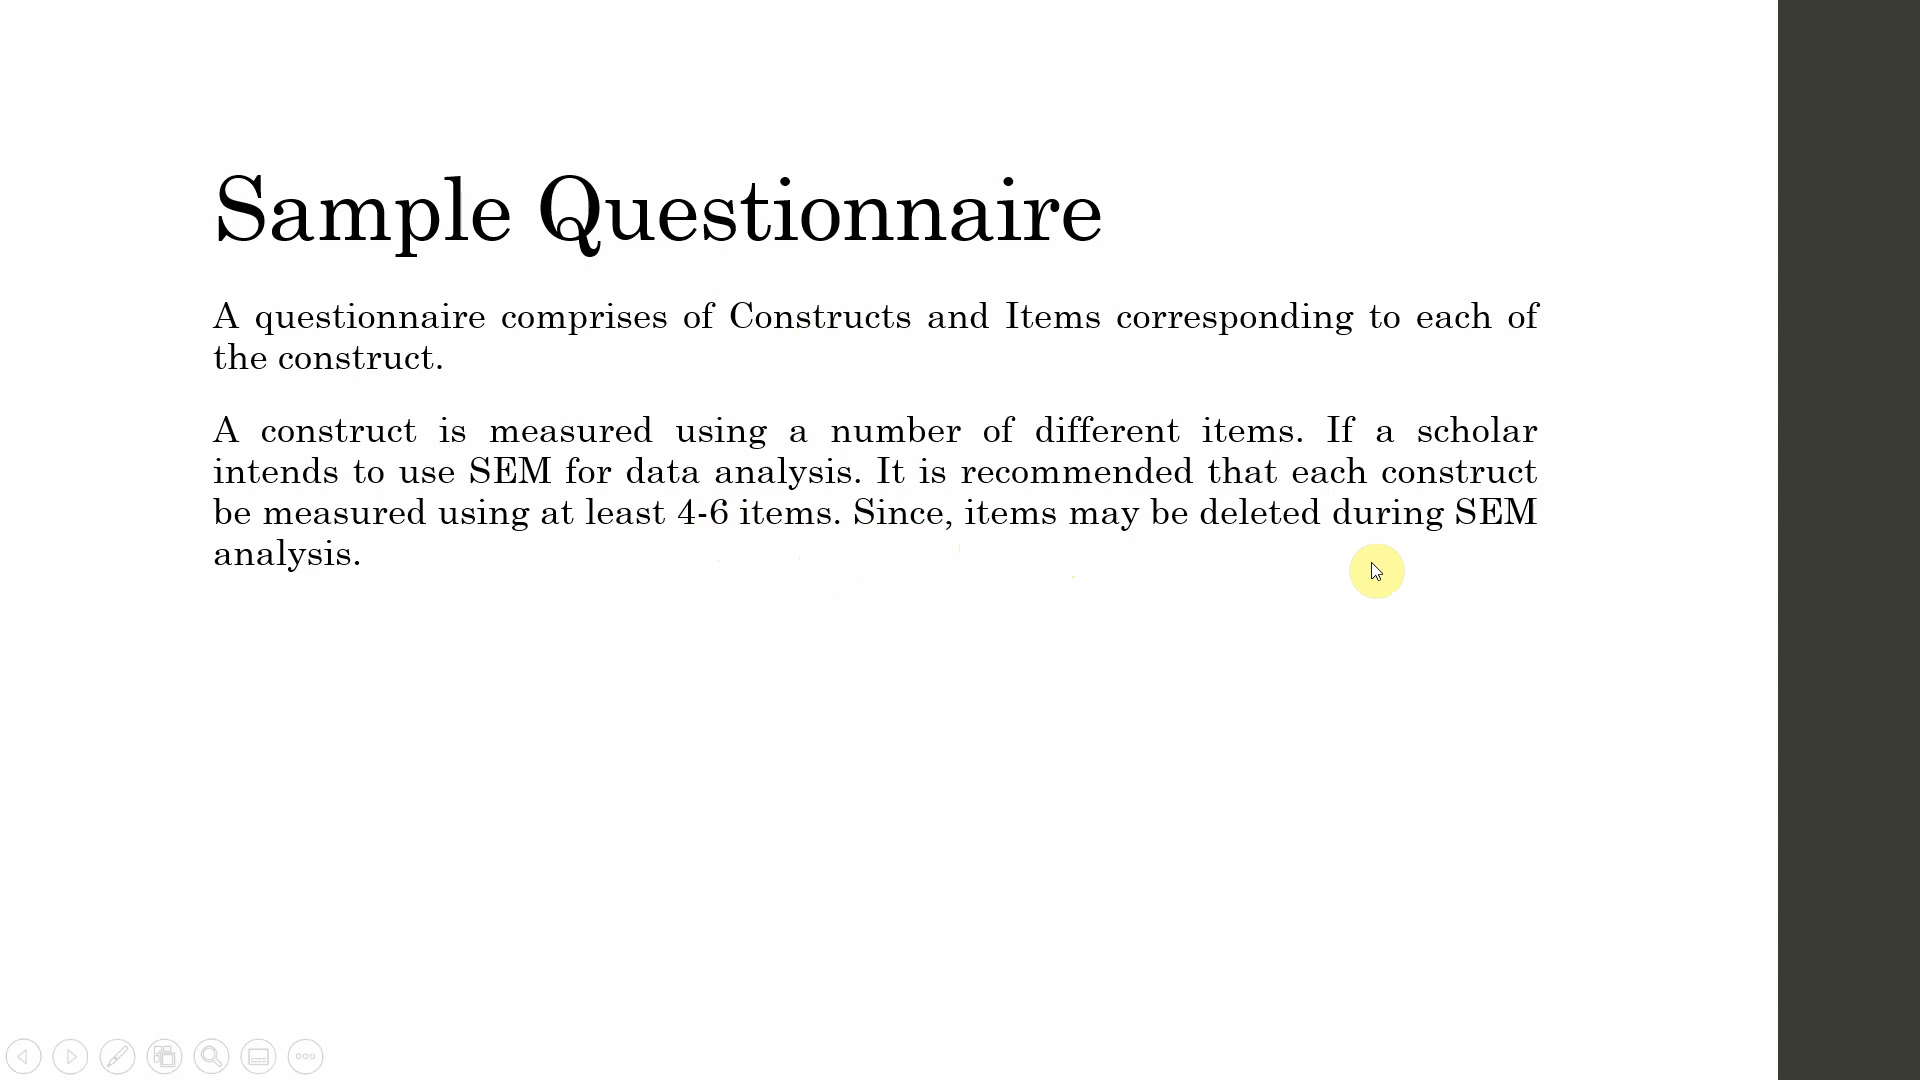 Sample Questionnaire
A questionnaire comprises of Constructs and Items corresponding to each of
the construct.
A construct is measured using a number of different items. If a scholar
intends to use SEM for data analysis. It is recommended that each construct
be measured using at least 4-6 items. Since, items may be deleted during SEM
analysis.